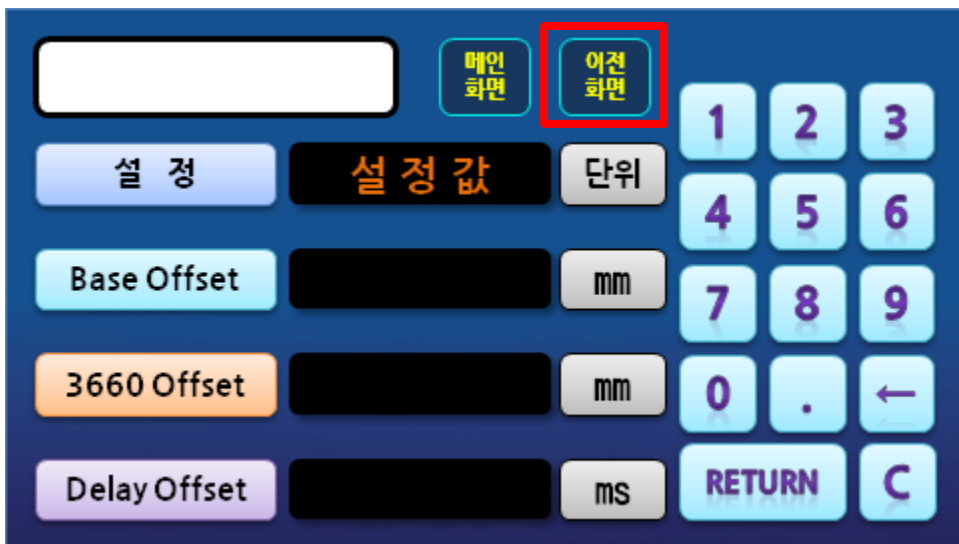 메인
화면
이전
화면
설 정
설 정 값
단위
Base Offset
mm
3660 Offset
mm
Delay Offset
ms
1 2 3
4 5 6
7 8 9
0 . ←
RETURN C